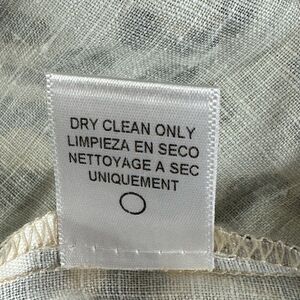 DRY CLEAN ONLY
LIMPIEZA EN SECO
NETTOYAGE A SEC
UNIQUEMENT